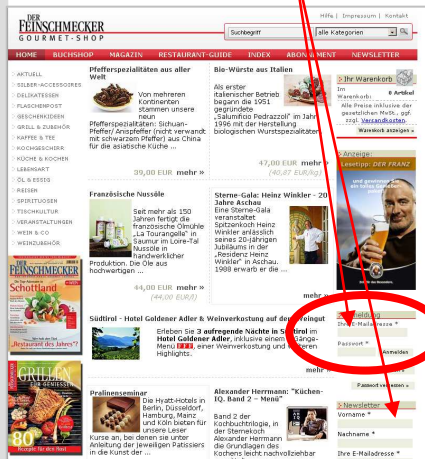 Hilfe | Impressum | Kontakt
DER
FEINSCHMECKER
GOURMET-SHOP
Suchbegriff
alle Kategorien
HOME BUCHSHOP MAGAZIN RESTAURANT-GUIDE INDEX ABONNEMENT NEWSLETTER
AKTUELL
SILBER-ACCESSOIRES
DELIKATESSEN
FLASCHENPOST
GESCHENKIDEEN
GRILL & ZUBEHÖR
KAFFEE & TEE
KOCHGESCHIRR
KÜCHE & KOCHEN
LEBENSART
ÖL & ESSIG
REISEN
SPIRITUOSEN
TISCHKULTUR
VERANSTALTUNGEN
WEIN & CO
WEINZUBEHÖR
DER
FEINSCHMECKER
Schottland
"Restaurant des Jahres"?
GRILLEN
FÜR GENIESSER
80
Rezepte für den Rost
Pfefferspezialitäten aus aller
Welt
Von mehreren
Kontinenten
stammen unsere
neun
Pfefferspezialitäten: Sichuan-
Pfeffer/ Anispfeffer (nicht verwandt
mit schwarzem Pfeffer) aus China
für die asiatische Küche ...
39,00 EUR mehr »
Bio-Würste aus Italien
Als erster
italienischer Betrieb
begann die 1951
gegründete
„Salumificio Pedrazzoli" im Jahr
1996 mit der Herstellung
biologischen Wurstspezialitäten.
47,00 EUR mehr »
(40,87 EUR/kg)
Französische Nussöle
Seit mehr als 150
Jahren fertigt die
französische Ölmühle
„La Tourangelle" in
Saumur im Loire-Tal
Nussöle in
handwerklicher
Produktion. Die Öle aus
hochwertigen ...
44,00 EUR mehr »
(44,00 EUR/l)
Sterne-Gala: Heinz Winkler - 20
Jahre Aschau
Eine Sterne-Gala
veranstaltet
Spitzenkoch Heinz
Winkler anlässlich
seines 20-jährigen
Jubiläums in der
„Residenz Heinz
Winkler" in Aschau.
1988 erwarb er die ...
mehr »
Südtirol - Hotel Goldener Adler & Weinverkostung auf dem Weingut
Erleben Sie 3 aufregende Nächte in Südtirol im
Hotel Goldener Adler, inklusive einem
Menü FFF, einer Weinverkostung und weiteren
Highlights.
mehr »
Pralinenseminar
Die Hyatt-Hotels in
Berlin, Düsseldorf,
Hamburg, Mainz
und Köln bieten für
unsere Leser
Kurse an, bei denen sie unter
Anleitung der jeweiligen Patissiers
in die Kunst der ...
Alexander Herrmann: "Küchen-
IQ. Band 2 – Menü"
Band 2 der
Kochbuchtrilogie, in
der Sternekoch
Alexander Herrmann
die Grundlagen des
Kochens leicht nachvollziehbar
Ihr Warenkorb
Im
Warenkorb: 0 Artikel
Alle Preise inklusive der
gesetzlichen MwSt., ggf.
zzgl. Versandkosten.
Warenkorb anzeigen »
Anzeige:
Lesetipp: DER FRANZ
Anmeldung
Ihre E-Mailadresse *
Passwort *
Anmelden
Passwort vergessen »
Newsletter
Vorname *
Nachname *
Ihre E-Mailadresse *